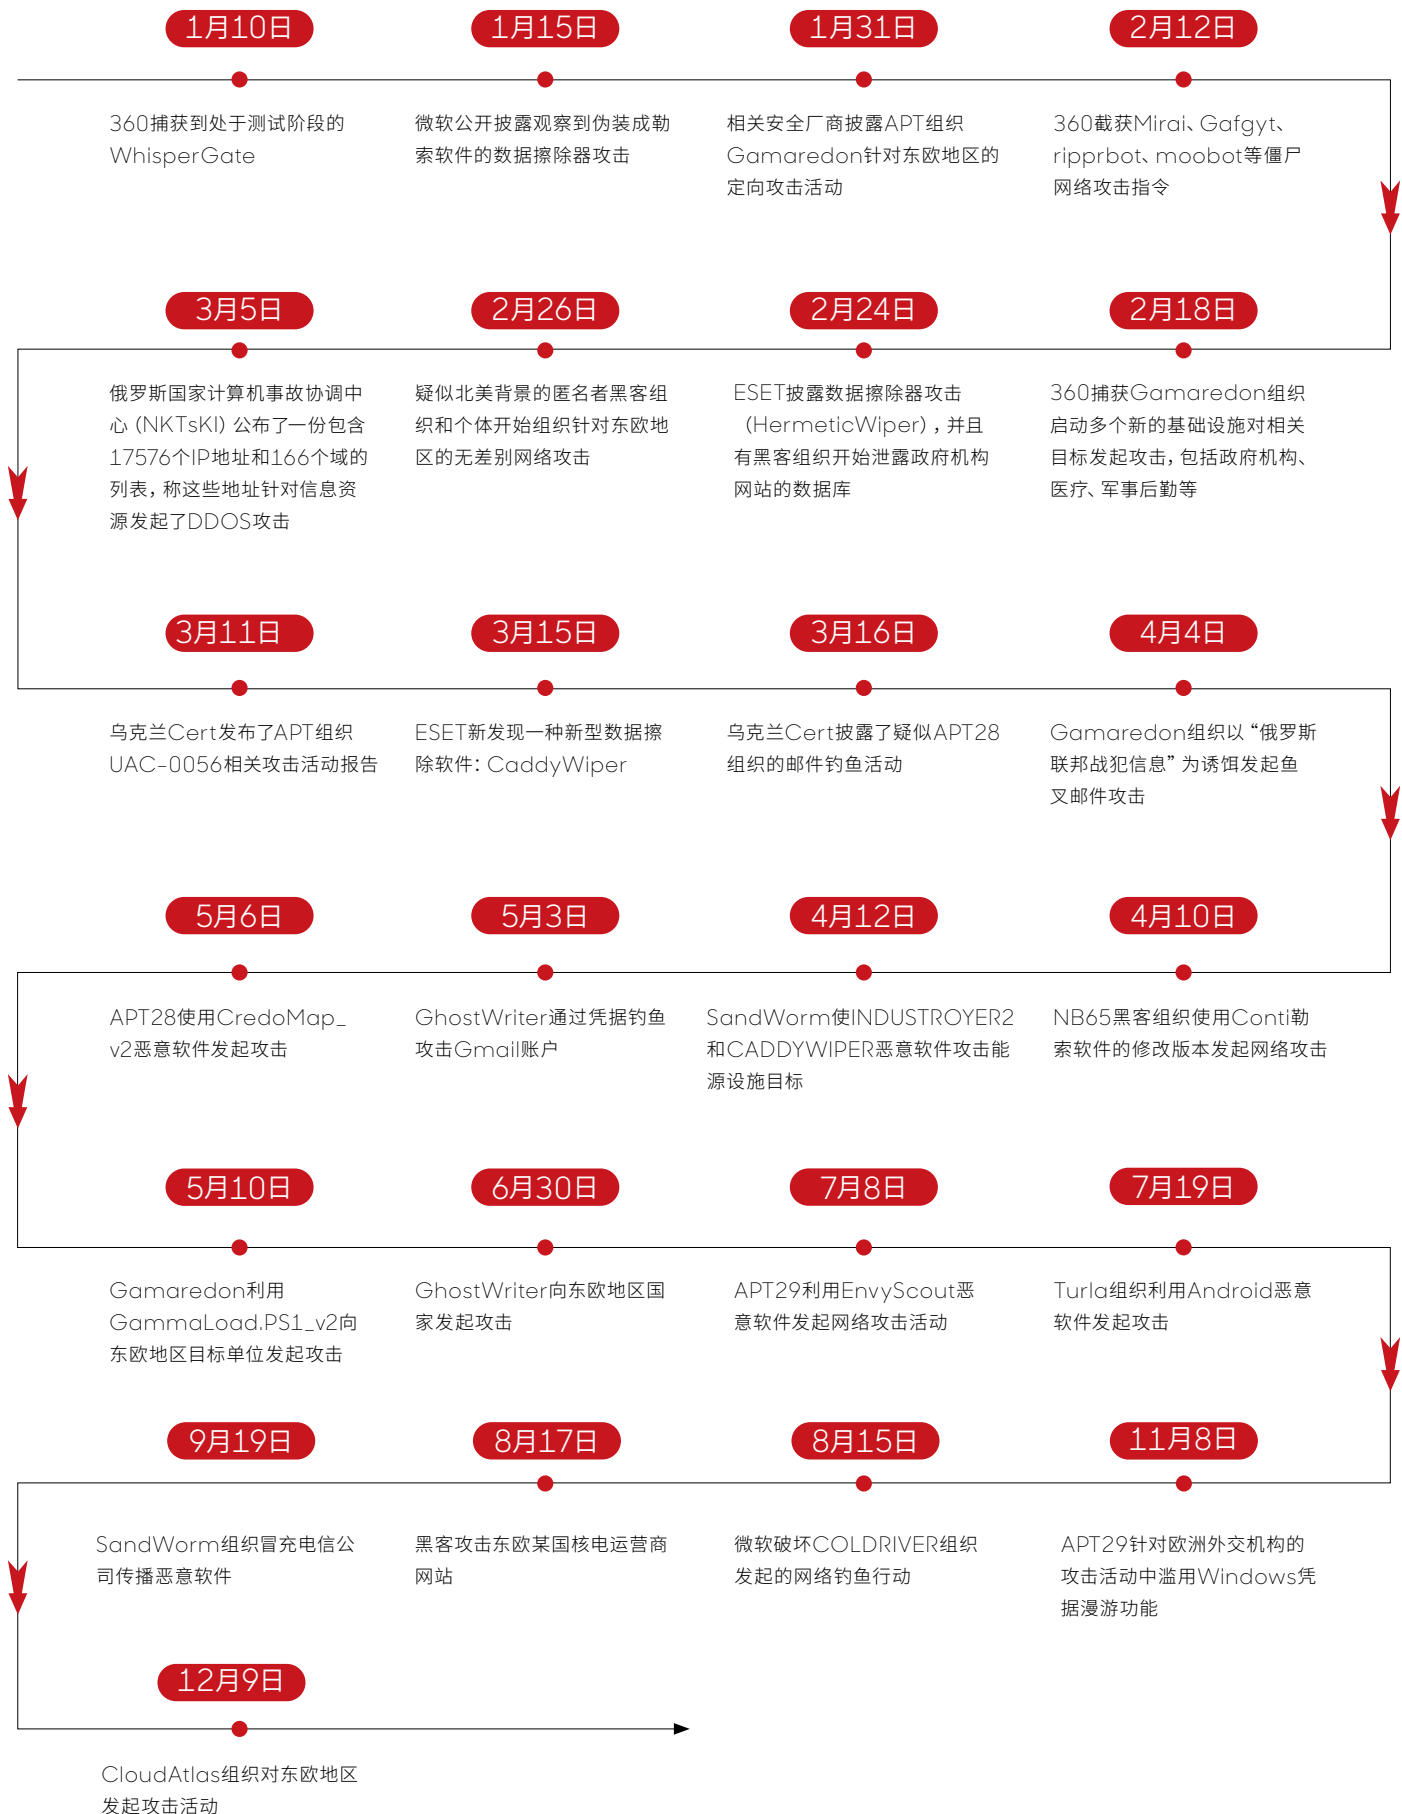 1月10日
360捕获到处于测试阶段的
WhisperGate
1月15日
微软公开披露观察到伪装成勒
索软件的数据擦除器攻击
1月31日
相关安全厂商披露APT组织
Gamaredon针对东欧地区的
定向攻击活动
2月12日
360截获Mirai、Gafgyt、
ripprbot、moobot等僵尸
网络攻击指令
3月5日
俄罗斯国家计算机事故协调中
心（NKTsKI）公布了一份包含
17576个IP地址和166个域的
列表，称这些地址针对信息资
源发起了DDOS攻击
2月26日
疑似北美背景的匿名者黑客组
织和个体开始组织针对东欧地
区的无差别网络攻击
2月24日
ESET披露数据擦除器攻击
（HermeticWiper），并且
有黑客组织开始泄露政府机构
网站的数据库
2月18日
360捕获Gamaredon组织
启动多个新的基础设施对相关
目标发起攻击，包括政府机构、
医疗、军事后勤等
3月11日
乌克兰Cert发布了APT组织
UAC-0056相关攻击活动报告
3月15日
ESET新发现一种新型数据擦
除软件：CaddyWiper
3月16日
乌克兰Cert披露了疑似APT28
组织的邮件钓鱼活动
4月4日
Gamaredon组织以“俄罗斯
联邦战犯信息”为诱饵发起鱼
叉邮件攻击
5月6日
APT28使用CredoMap_
v2恶意软件发起攻击
5月3日
GhostWriter通过凭据钓鱼
攻击Gmail账户
4月12日
SandWorm使INDUSTROYER2
和CADDYWIPER恶意软件攻击能
源设施目标
4月10日
NB65黑客组织使用Conti勒
索软件的修改版本发起网络攻击
5月10日
Gamaredon利用
GammaLoad.PS1_v2向
东欧地区目标单位发起攻击
6月30日
GhostWriter向东欧地区国
家发起攻击
7月8日
APT29利用EnvyScout恶
意软件发起网络攻击活动
7月19日
Turla组织利用Android恶意
软件发起攻击
9月19日
SandWorm组织冒充电信公
司传播恶意软件
8月17日
黑客攻击东欧某国核电运营商
网站
8月15日
微软破坏COLDRIVER组织
发起的网络钓鱼行动
11月8日
APT29针对欧洲外交机构的
攻击活动中滥用Windows凭
据漫游功能
12月9日
CloudAtlas组织对东欧地区
发起攻击活动